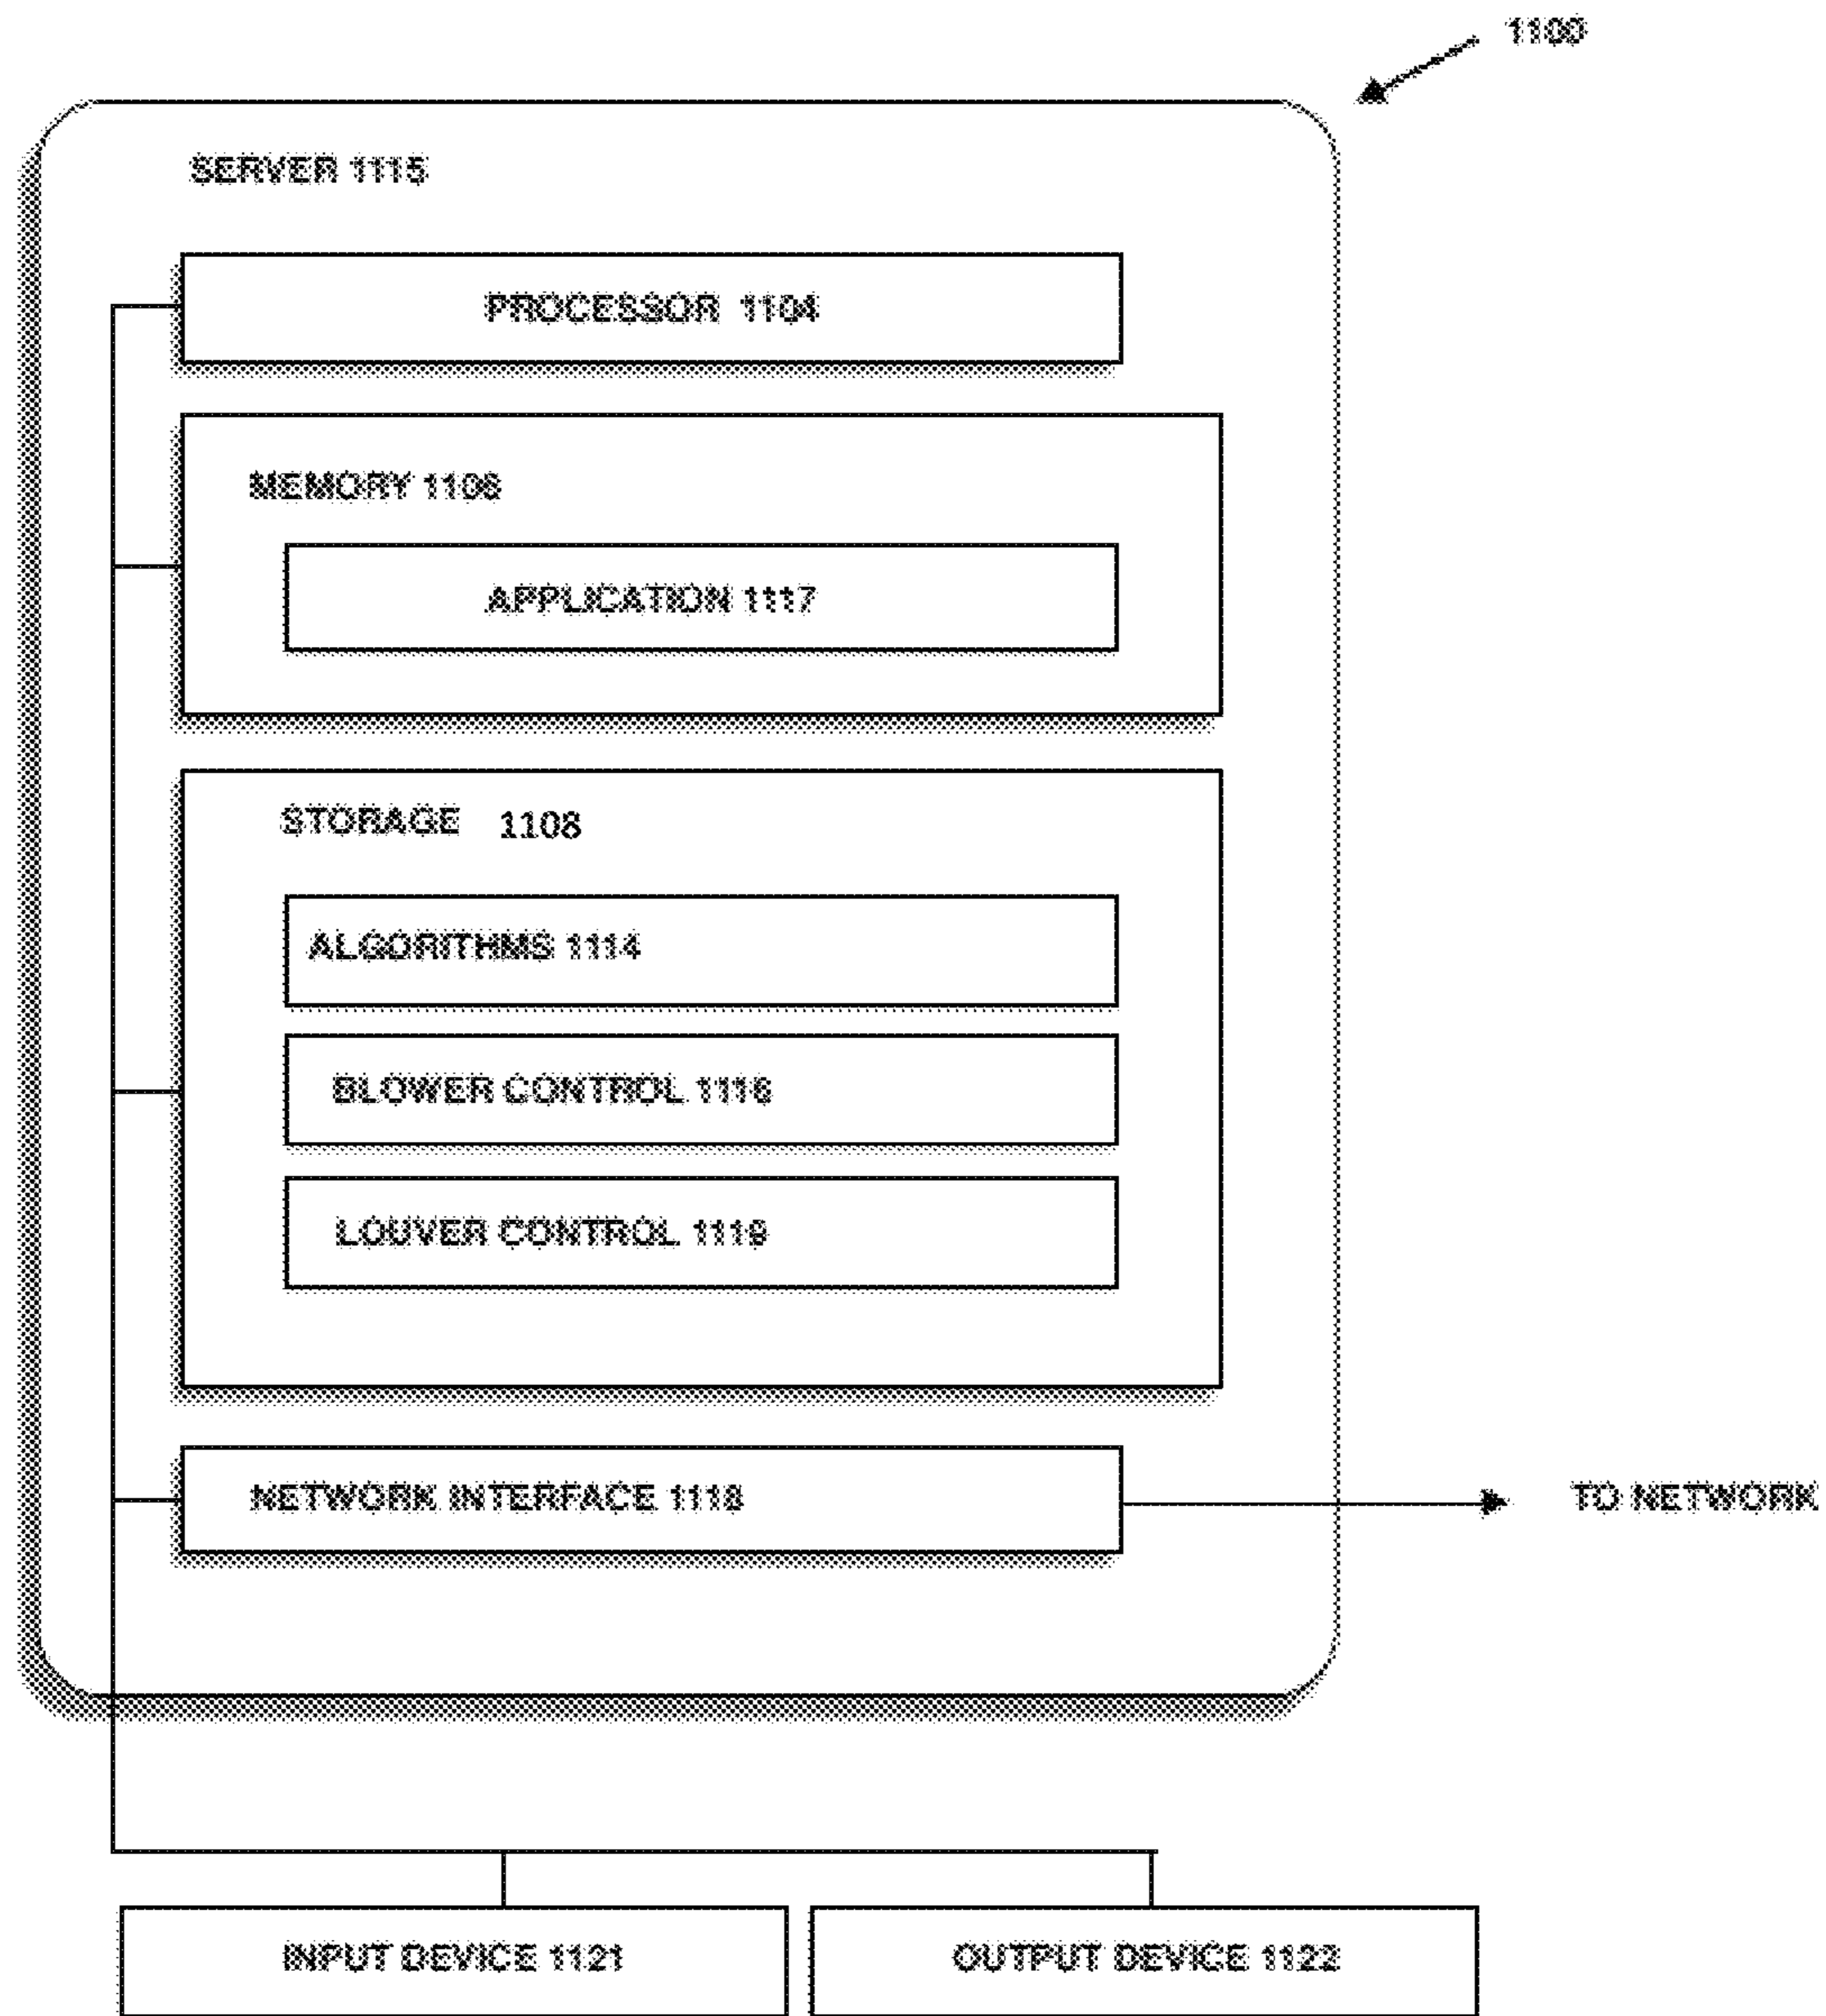 1100
SERVER 1115
PROCESSOR 1104
MEMORY 1106
APPLICATION 1117
STORAGE 1108
ALGORITHMS 1114
BLOWER CONTROL 1116
LOUVER CONTROL 1119
NETWORK INTERFACE 1118
TO NETWORK
INPUT DEVICE 1121
OUTPUT DEVICE 1122